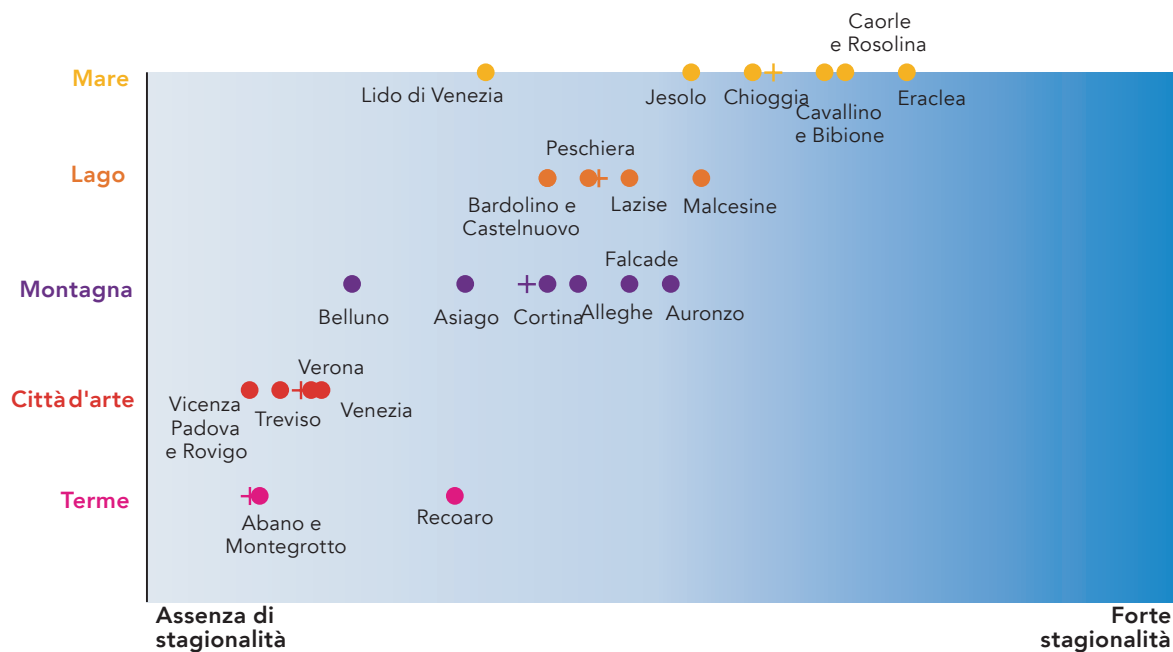 Caorle
e Rosolina
Mare
Lido di Venezia
Jesolo
Chioggia
Cavallino
e Bibione
Eraclea
Peschiera
Lago
Bardolino e
Castelnuovo
Lazise
Malcesine
Falcade
Montagna
Belluno
Asiago
Cortina
Alleghe
Auronzo
Verona
Città d'arte
Vicenza
Padova
e Rovigo
Treviso
Venezia
Terme
Abano e
Montegrotto
Recoaro
Assenza di
stagionalità
Forte
stagionalità